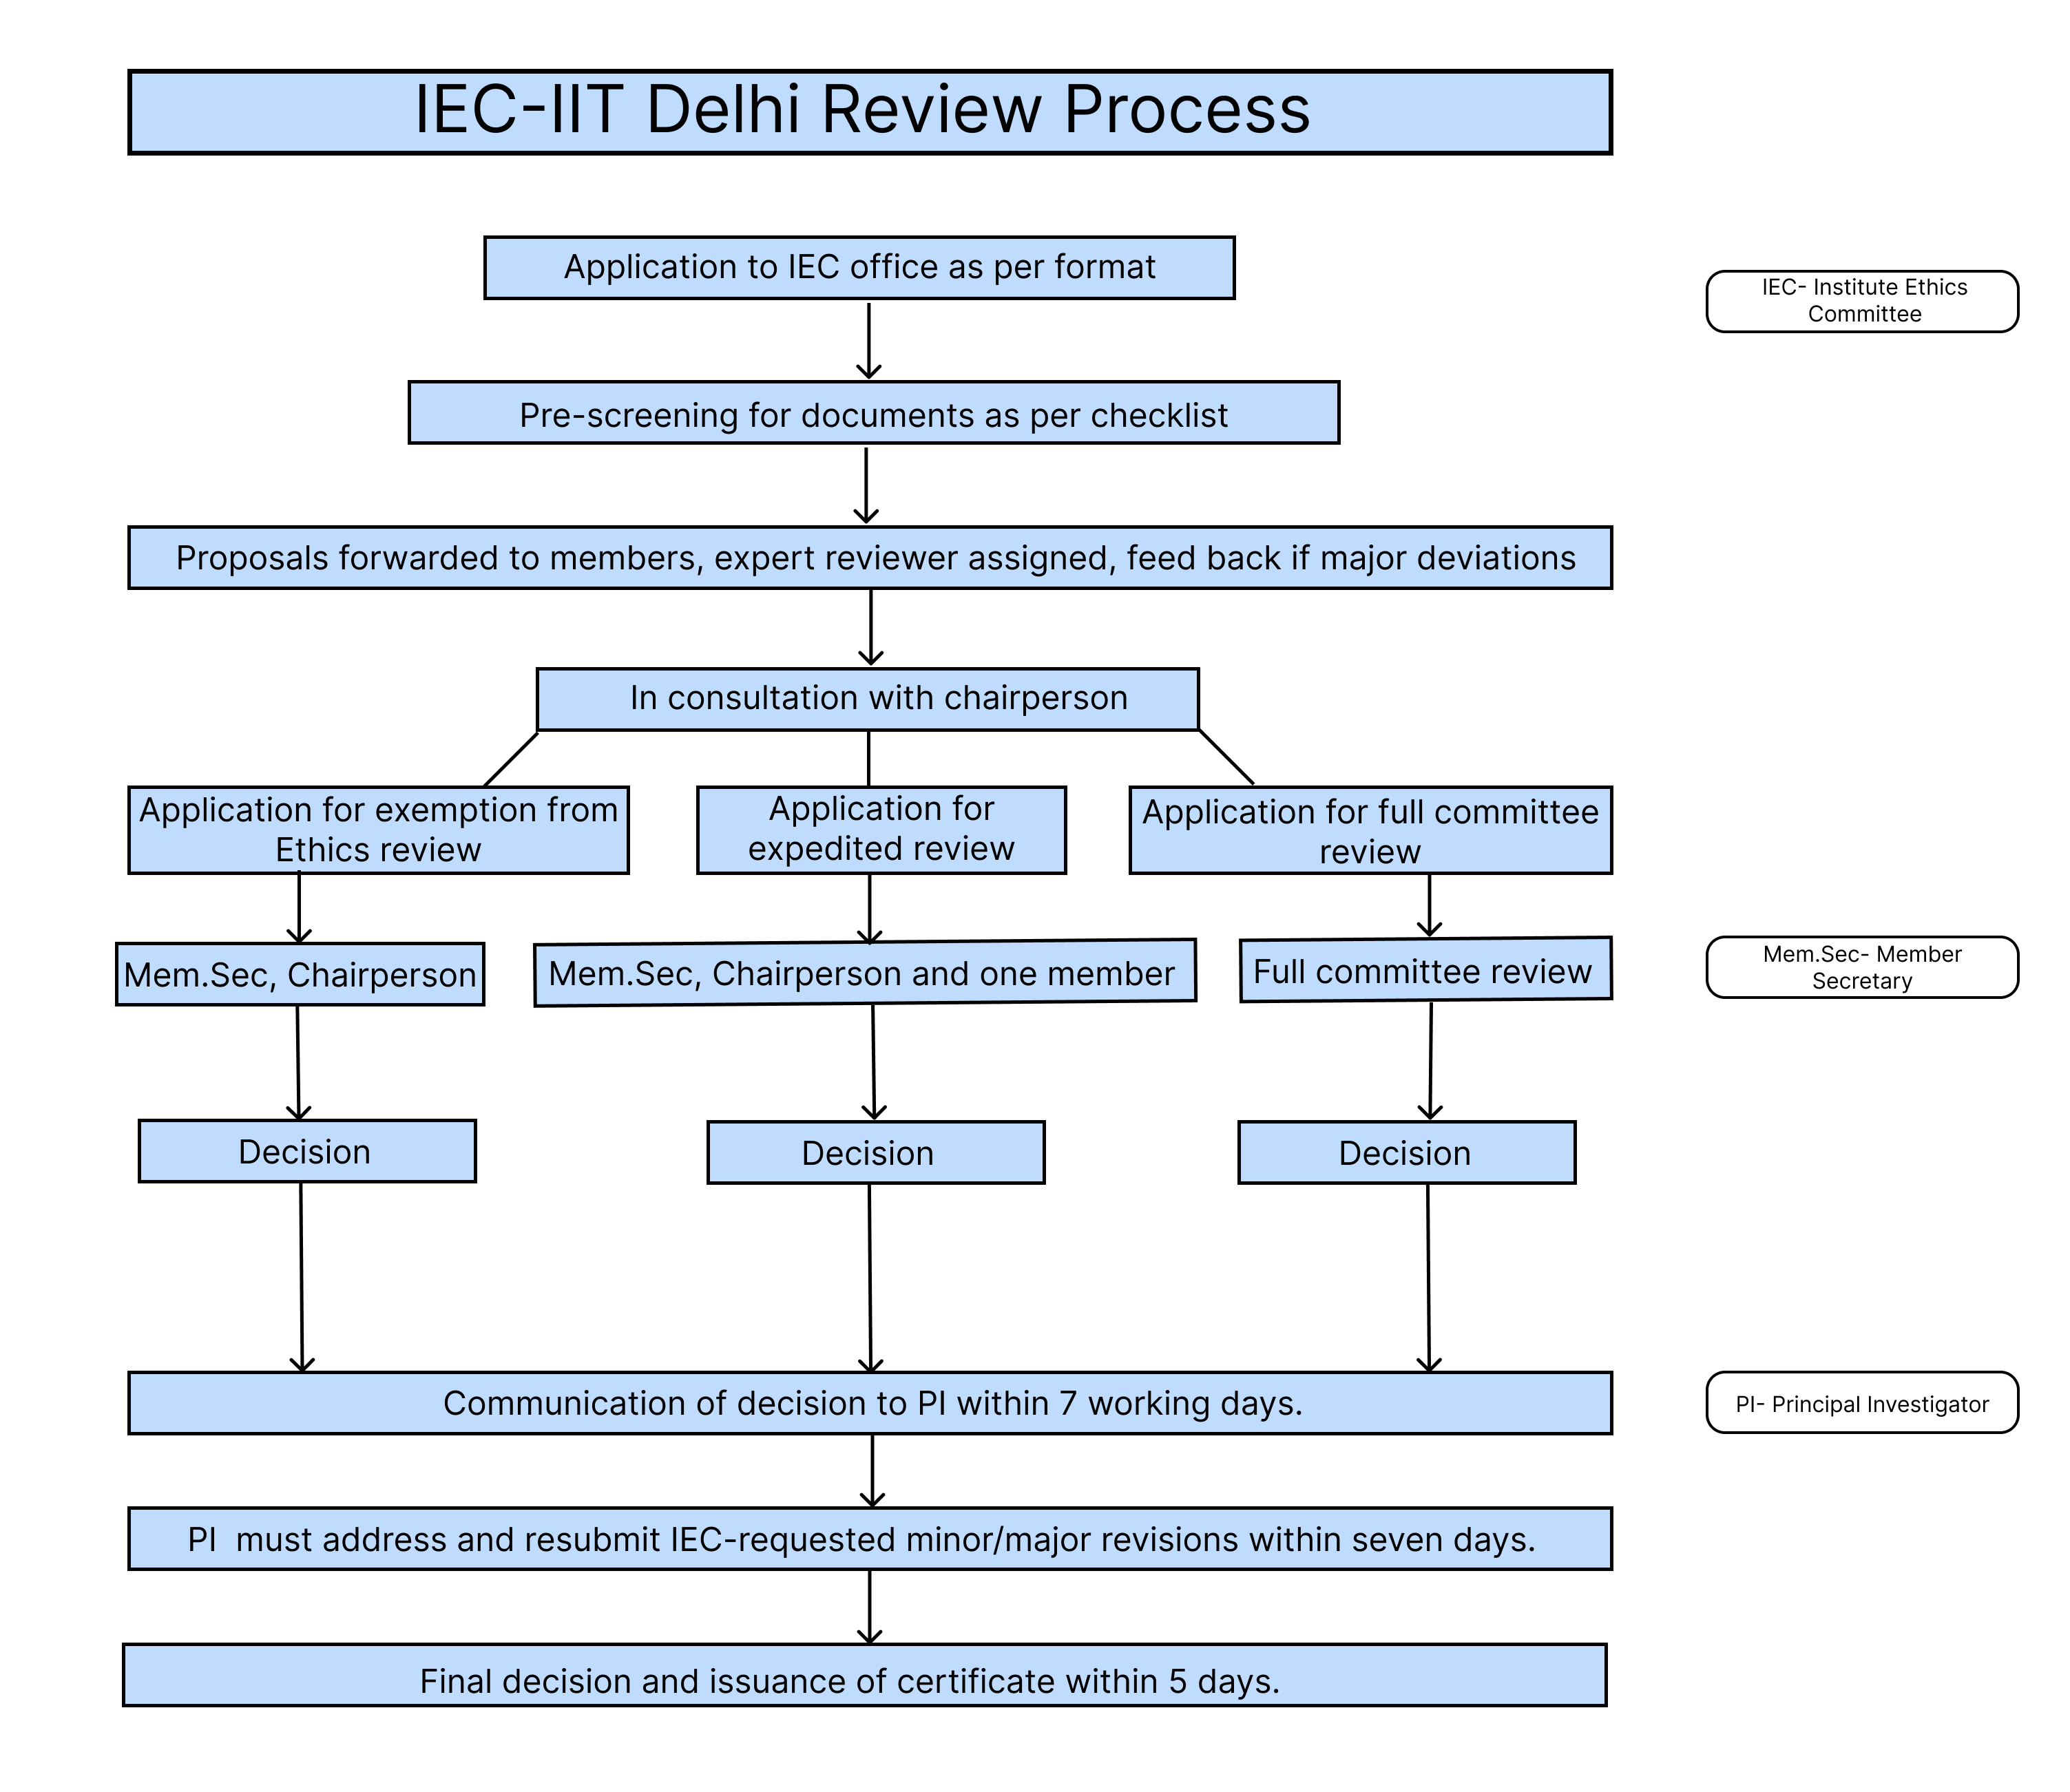 IEC-IIT Delhi Review Process
Application to IEC office as per format
IEC- Institute Ethics
Committee
Pre-screening for documents as per checklist
Proposals forwarded to members, expert reviewer assigned, feed back if major deviations
In consultation with chairperson
Application for exemption from
Ethics review
Application for
expedited review
Application for full committee
review
Mem.Sec, Chairperson
Mem.Sec, Chairperson and one member
Full committee review
Mem.Sec- Member
Secretary
Decision
Decision
Decision
Communication of decision to PI within 7 working days.
PI- Principal Investigator
PI  must address and resubmit IEC-requested minor/major revisions within seven days.
Final decision and issuance of certificate within 5 days.